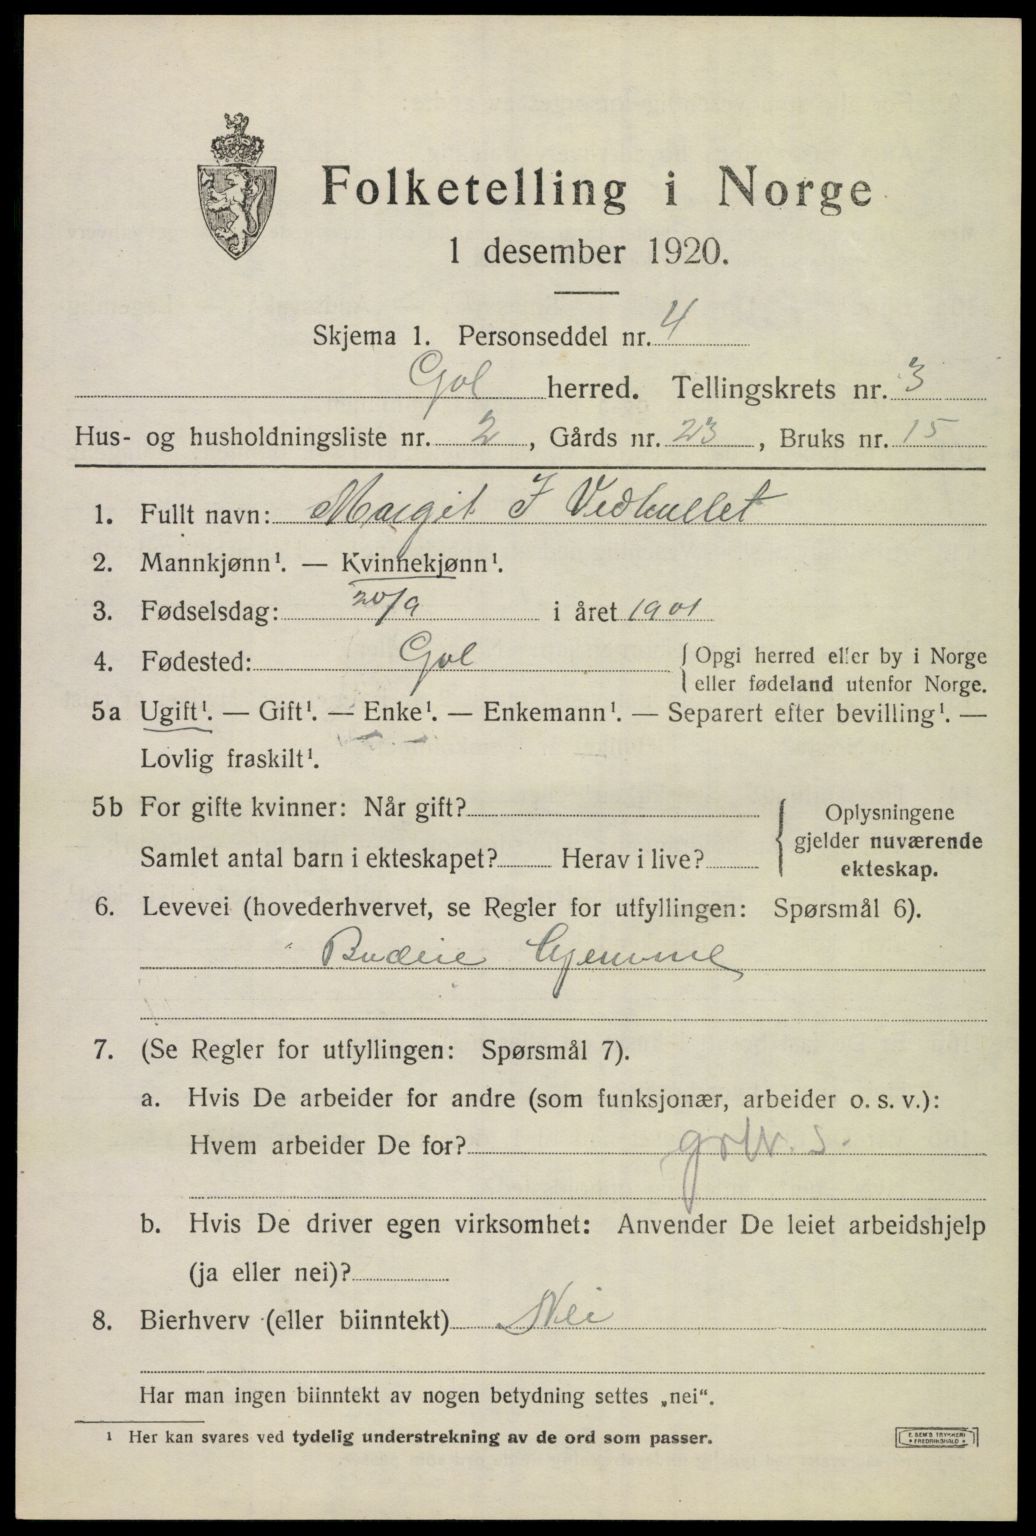 Folketelling i Norge
1 desember 1920.
Skjema 1. Personseddel nr. 4
Gol herred. Tellingskrets nr. 3
Hus- og husholdningsliste nr. 2, Gårds nr. 23, Bruks nr. 15
1. Fullt navn: Margit I
2. Mannkjønn¹. — Kvinnekjønn¹.
3. Fødselsdag: 20/9 i året 1901
4. Fødested: Gol { Opgi herred eller by i Norge
eller fødeland utenfor Norge.
5a Ugift¹. — Gift¹. — Enke¹. — Enkemann¹. — Separert efter bevilling¹. —
Lovlig fraskilt¹.
5b For gifte kvinner: Når gift?
Samlet antal barn i ekteskapet? Herav i live?
{ Oplysningene
gjelder nuværende
ekteskap.
6. Levevei (hovederhvervet, se Regler for utfyllingen: Spørsmål 6).
Budeie Hjemme
7. (Se Regler for utfyllingen: Spørsmål 7).
a. Hvis De arbeider for andre (som funksjonær, arbeider o. s. v.):
Hvem arbeider De for?
b. Hvis De driver egen virksomhet: Anvender De leiet arbeidshjelp
(ja eller nei)?
8. Bierhverv (eller biinntekt) Nei
Har man ingen biinntekt av nogen betydning settes „nei“.
¹ Her kan svares ved tydelig understrekning av de ord som passer.
E. SEM'S TRYKKERI
FREDRIKSHALD